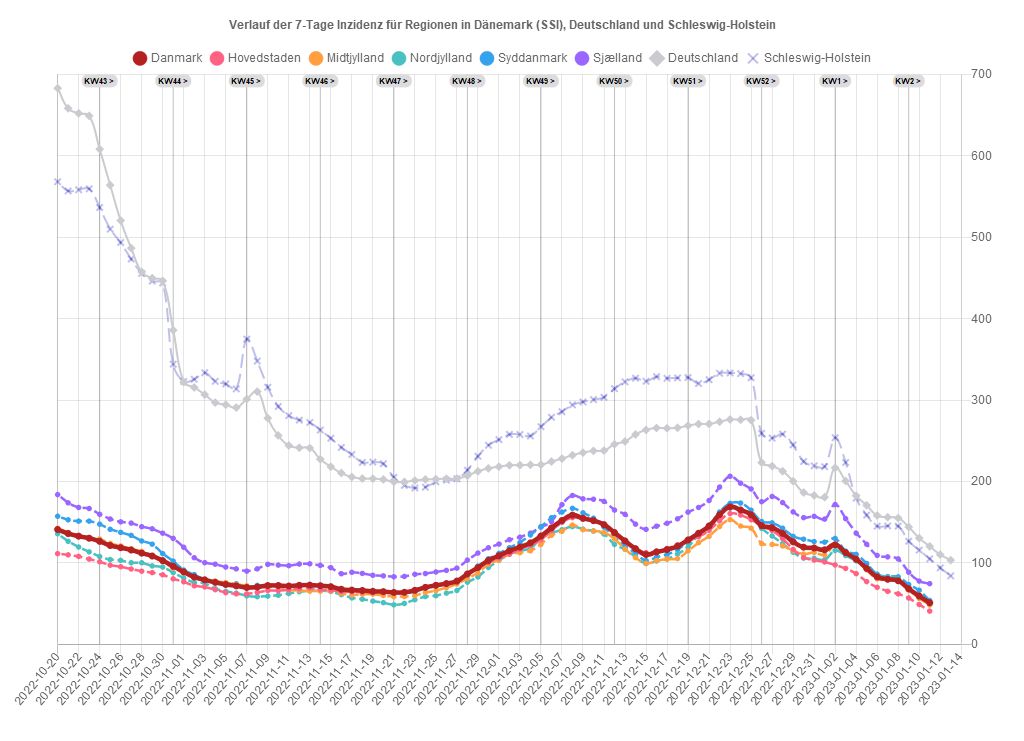 Verlauf der 7-Tage Inzidenz für Regionen in Dänemark (SSI), Deutschland und Schleswig-Holstein
Danmark Hovedstaden Midtjylland Nordjylland Syddanmark Sjælland Deutschland Schleswig-Holstein
KW43 > KW44 > KW45 > KW46 > KW47 > KW48 > KW49 > KW50 > KW51 > KW52 > KW1 > KW2 >
700
600
500
400
300
200
100
0
2022-10-20 2022-10-22 2022-10-24 2022-10-26 2022-10-28 2022-10-30 2022-11-01 2022-11-03 2022-11-05 2022-11-07 2022-11-09 2022-11-11 2022-11-13 2022-11-15 2022-11-17 2022-11-19 2022-11-21 2022-11-23 2022-11-25 2022-11-27 2022-11-29 2022-12-01 2022-12-03 2022-12-05 2022-12-07 2022-12-09 2022-12-11 2022-12-13 2022-12-15 2022-12-17 2022-12-19 2022-12-21 2022-12-23 2022-12-25 2022-12-27 2022-12-29 2022-12-31 2023-01-02 2023-01-04 2023-01-06 2023-01-08 2023-01-10 2023-01-12 2023-01-14